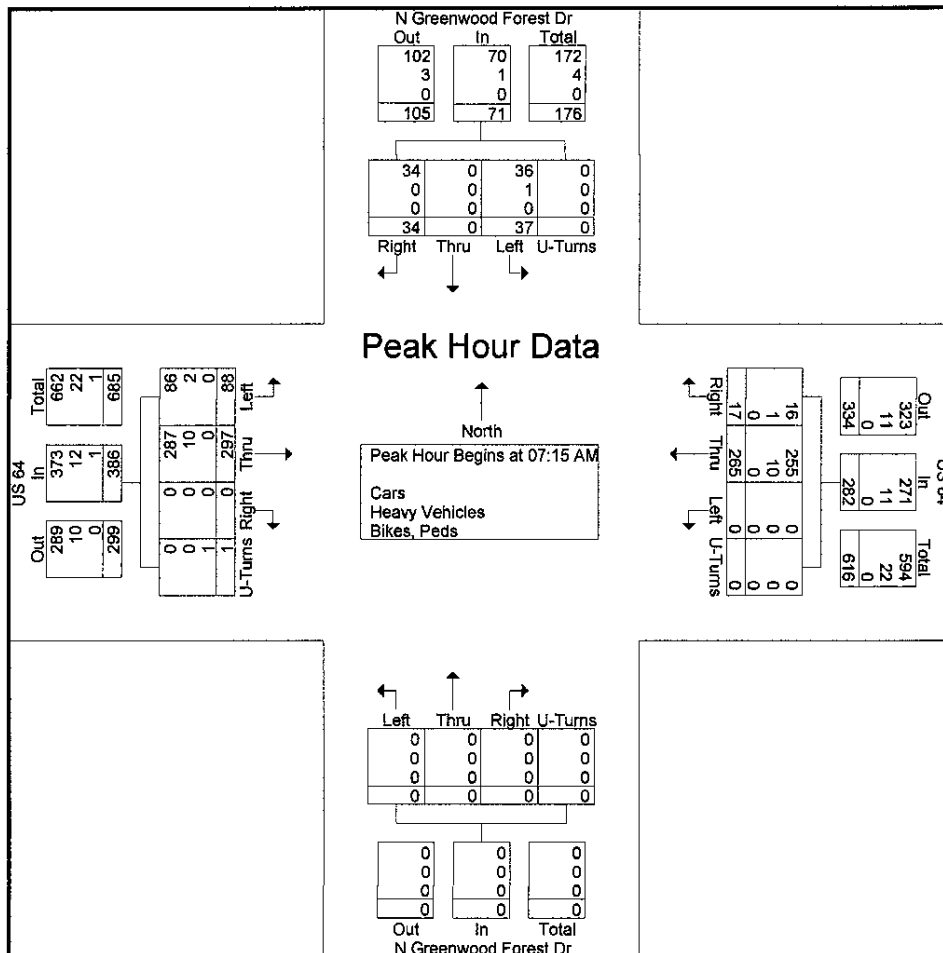 N Greenwood Forest Dr
Out In Total
102 70 172
3 1 4
0 0 0
105 71 176
34 0 36 0
0 0 1 0
0 0 0 0
34 0 37 0
Right Thru Left U-Turns
Peak Hour Data
North
Peak Hour Begins at 07:15 AM
Cars
Heavy Vehicles
Bikes, Peds
US 64
Out In Total
289 373 662
10 12 22
0 1 1
299 386 685
U-Turns Right Thru Left
0 0 287 86
0 0 10 2
1 0 0 0
1 0 297 88
US 64
Out In Total
323 271 594
11 11 22
0 0 0
334 282 616
Right Thru Left U-Turns
16 255 0 0
1 10 0 0
0 0 0 0
17 265 0 0
Left Thru Right U-Turns
0 0 0 0
0 0 0 0
0 0 0 0
0 0 0 0
0 0 0
0 0 0
0 0 0
0 0 0
Out In Total
N Greenwood Forest Dr